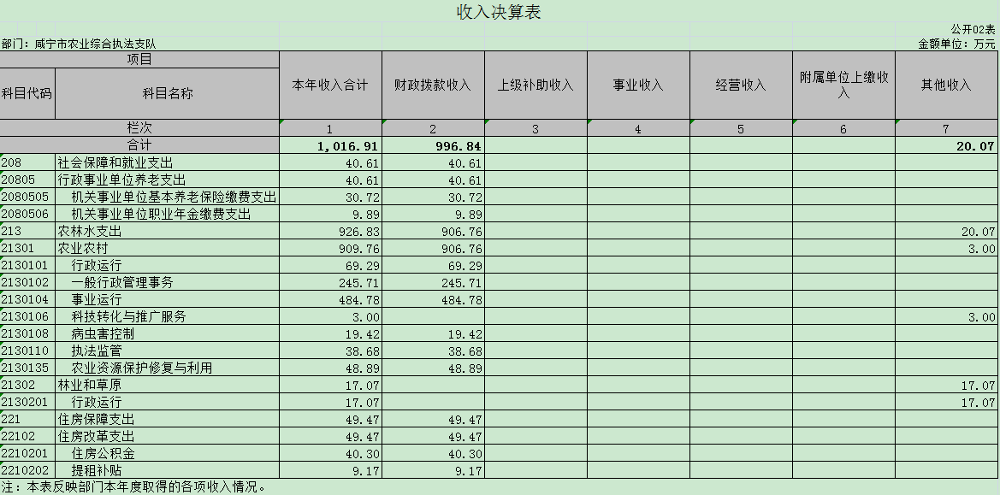 收入决算表
公开02表
部门：咸宁市农业综合执法支队 金额单位：万元
项目 本年收入合计 财政拨款收入 上级补助收入 事业收入 经营收入 附属单位上缴收入 其他收入
科目代码 科目名称
栏次 1 2 3 4 5 6 7
合计 1,016.91 996.84 20.07
208 社会保障和就业支出 40.61 40.61
20805 行政事业单位养老支出 40.61 40.61
2080505 机关事业单位基本养老保险缴费支出 30.72 30.72
2080506 机关事业单位职业年金缴费支出 9.89 9.89
213 农林水支出 926.83 906.76 20.07
21301 农业农村 909.76 906.76 3.00
2130101 行政运行 69.29 69.29
2130102 一般行政管理事务 245.71 245.71
2130104 事业运行 484.78 484.78
2130106 科技转化与推广服务 3.00 3.00
2130108 病虫害控制 19.42 19.42
2130110 执法监管 38.68 38.68
2130135 农业资源保护修复与利用 48.89 48.89
21302 林业和草原 17.07 17.07
2130201 行政运行 17.07 17.07
221 住房保障支出 49.47 49.47
22102 住房改革支出 49.47 49.47
2210201 住房公积金 40.30 40.30
2210202 提租补贴 9.17 9.17
注：本表反映部门本年度取得的各项收入情况。